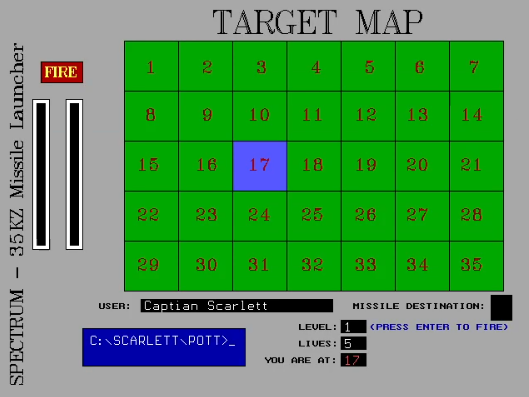 TARGET MAP
SPECTRUM - 35KZ Missile Launcher
FIRE
1 2 3 4 5 6 7
8 9 10 11 12 13 14
15 16 17 18 19 20 21
22 23 24 25 26 27 28
29 30 31 32 33 34 35
USER: Captian Scarlett MISSILE DESTINATION:
LEVEL: 1 (PRESS ENTER TO FIRE)
C:\SCARLETT\POTT>_
LIVES: 5
YOU ARE AT: 17